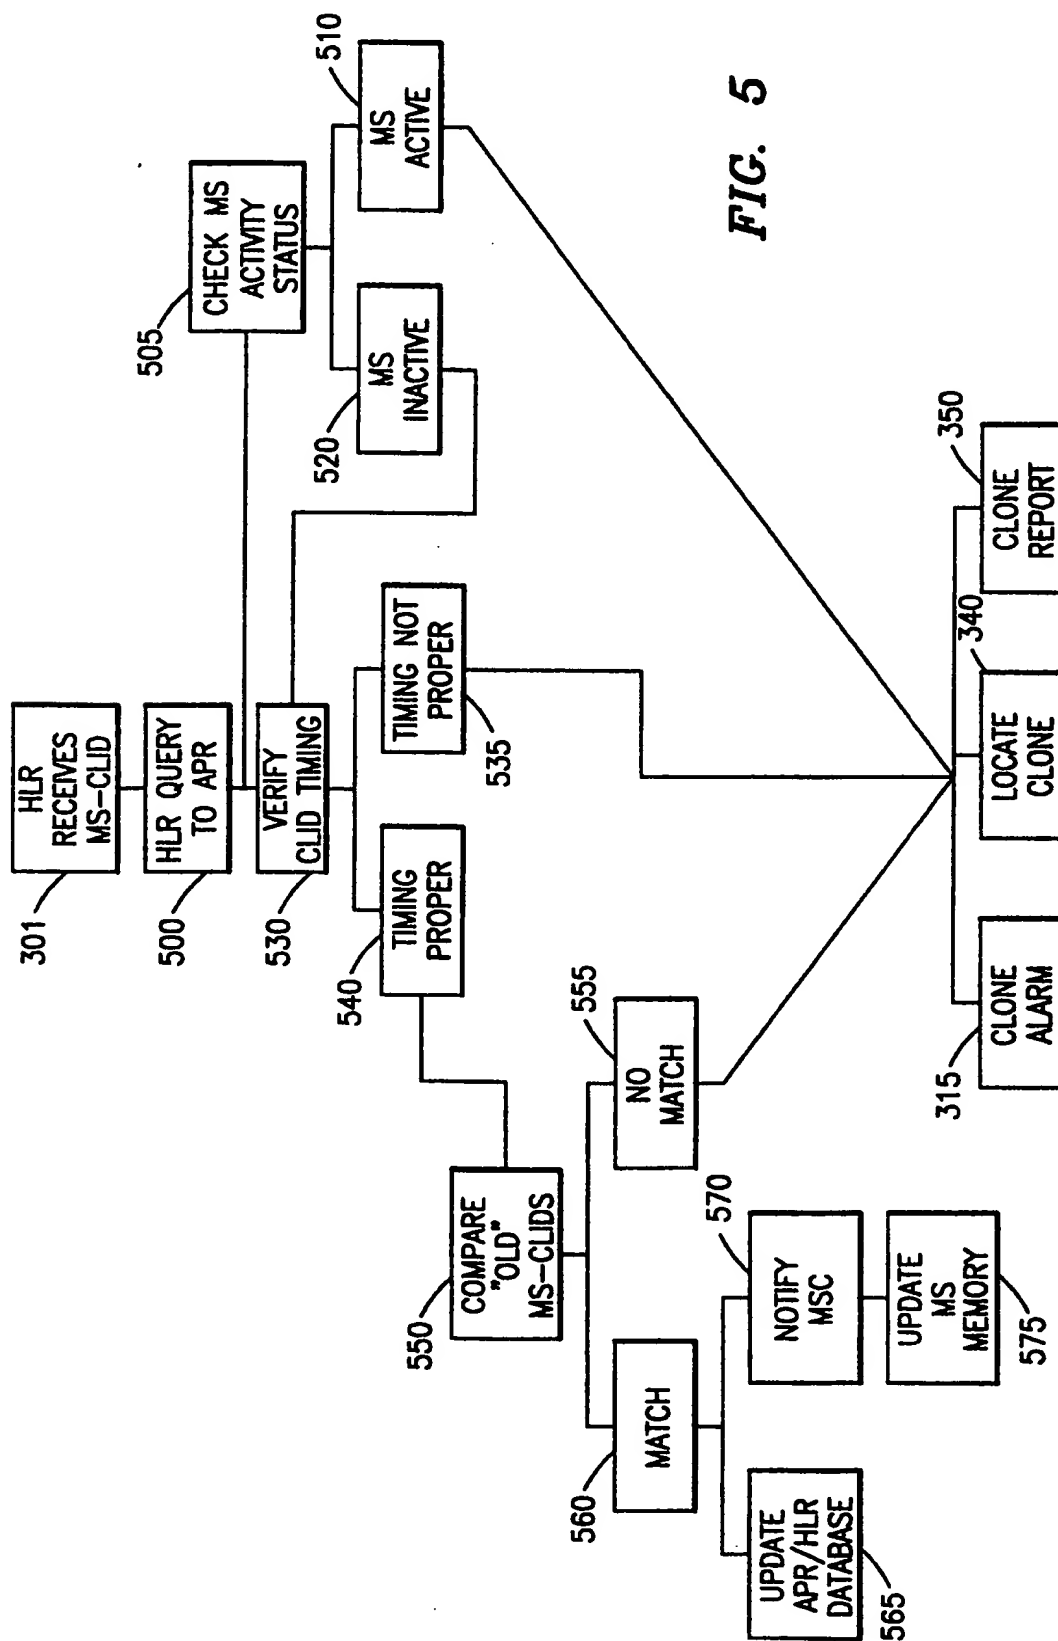 301
HLR
RECEIVES
MS-CLID
500
HLR QUERY
TO APR
505
CHECK MS
ACTIVITY
STATUS
530
VERIFY
CLID TIMING
520
MS
INACTIVE
510
MS
ACTIVE
540
TIMING
PROPER
TIMING NOT
PROPER
535
550
COMPARE
"OLD"
MS-CLIDS
560
MATCH
555
NO
MATCH
UPDATE
APR/HLR
DATABASE
565
570
NOTIFY
MSC
UPDATE
MS
MEMORY
575
315
CLONE
ALARM
340
LOCATE
CLONE
350
CLONE
REPORT
FIG. 5